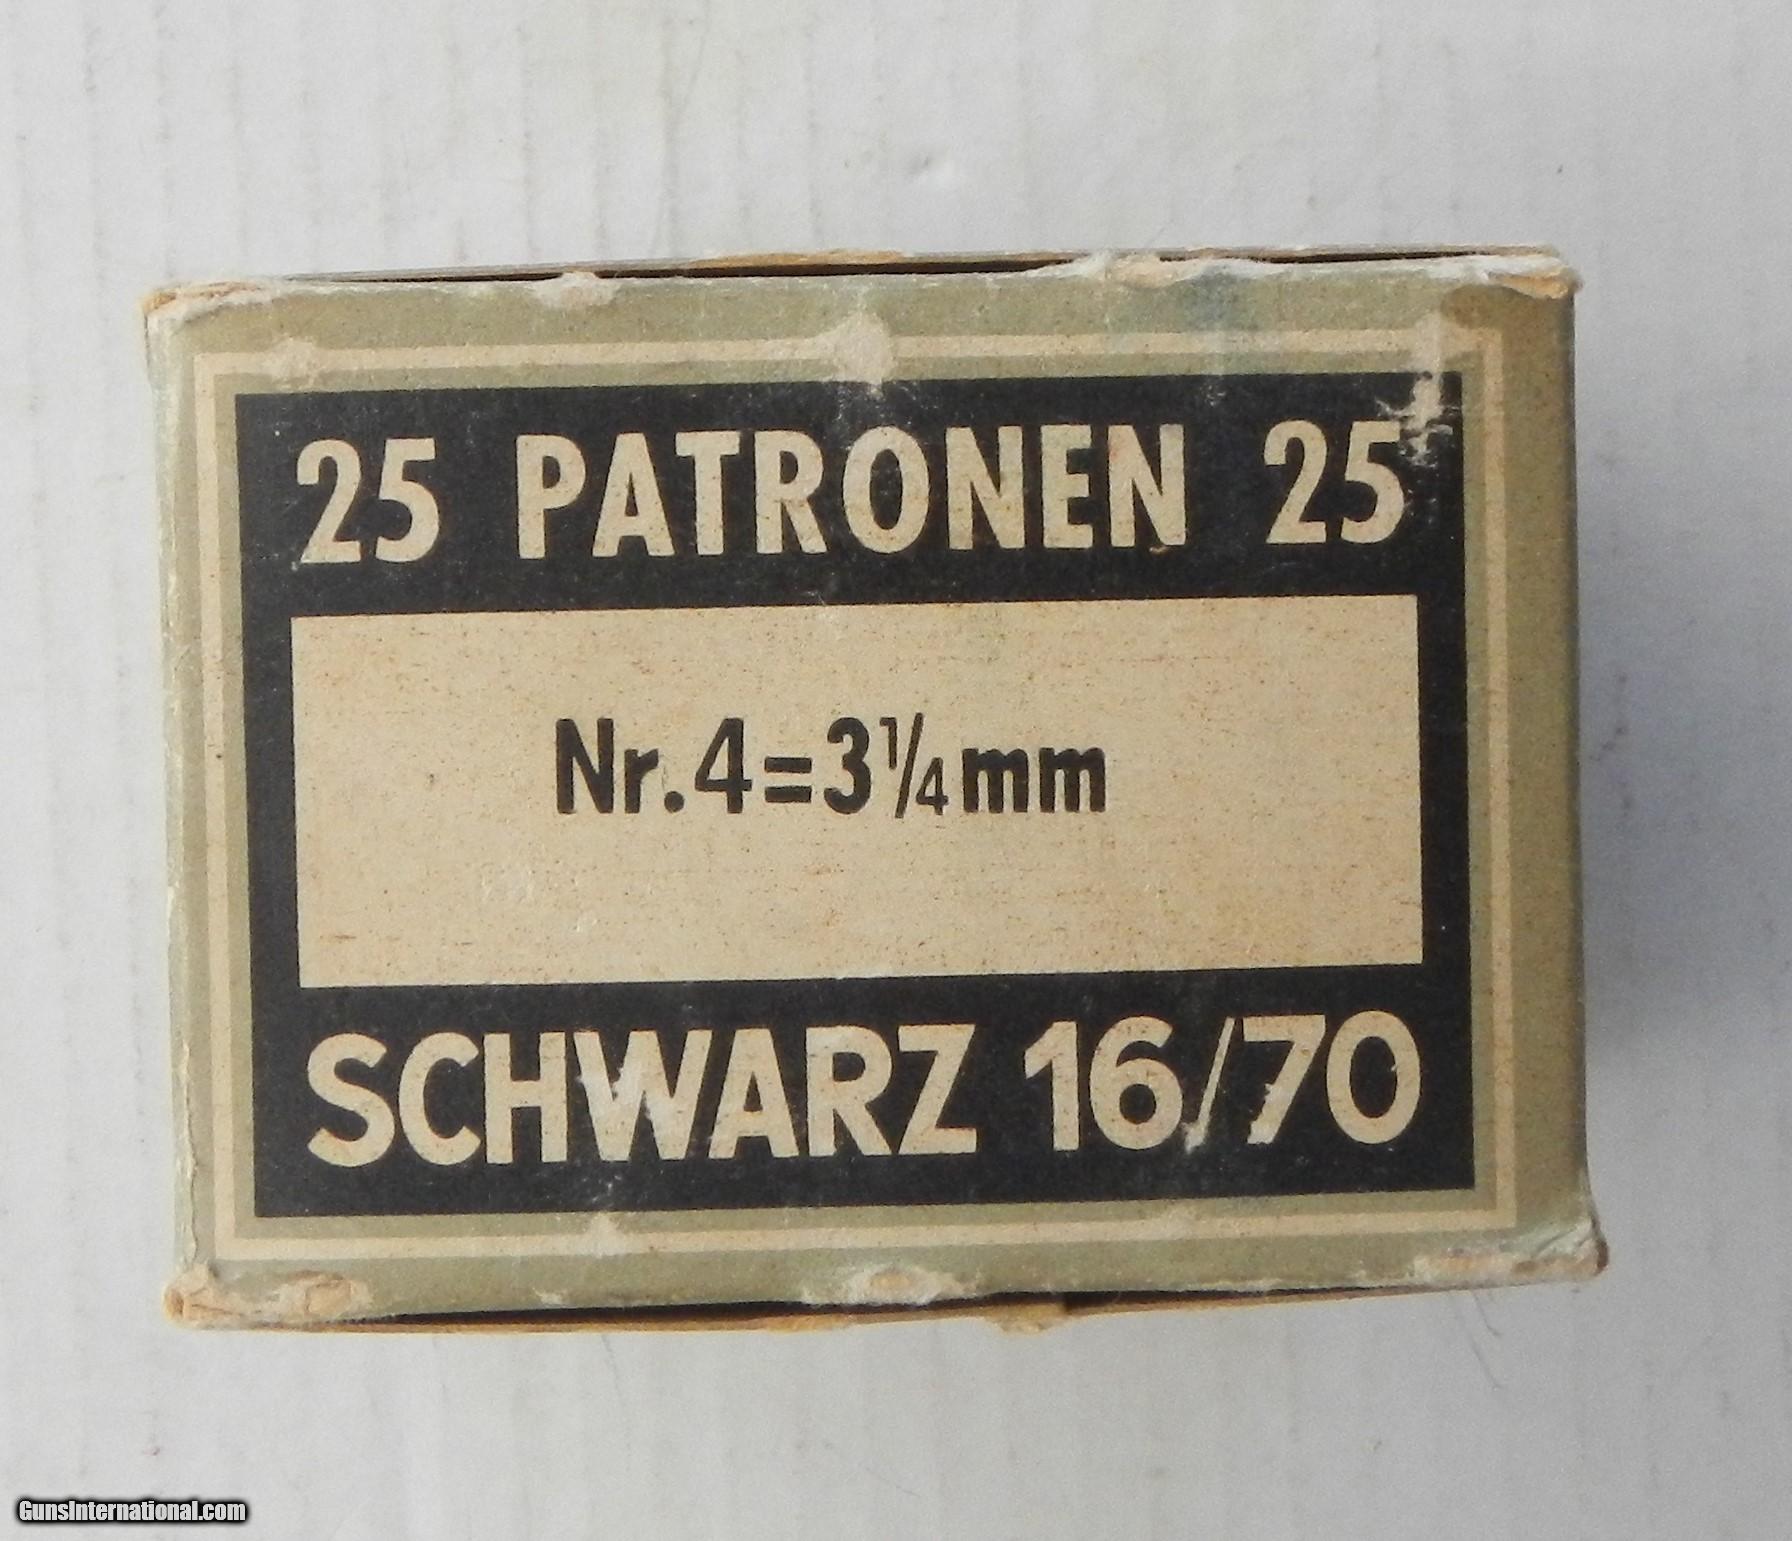 25 PATRONEN 25
Nr. 4=3¼mm
SCHWARZ 16/70
GunsInternational.com